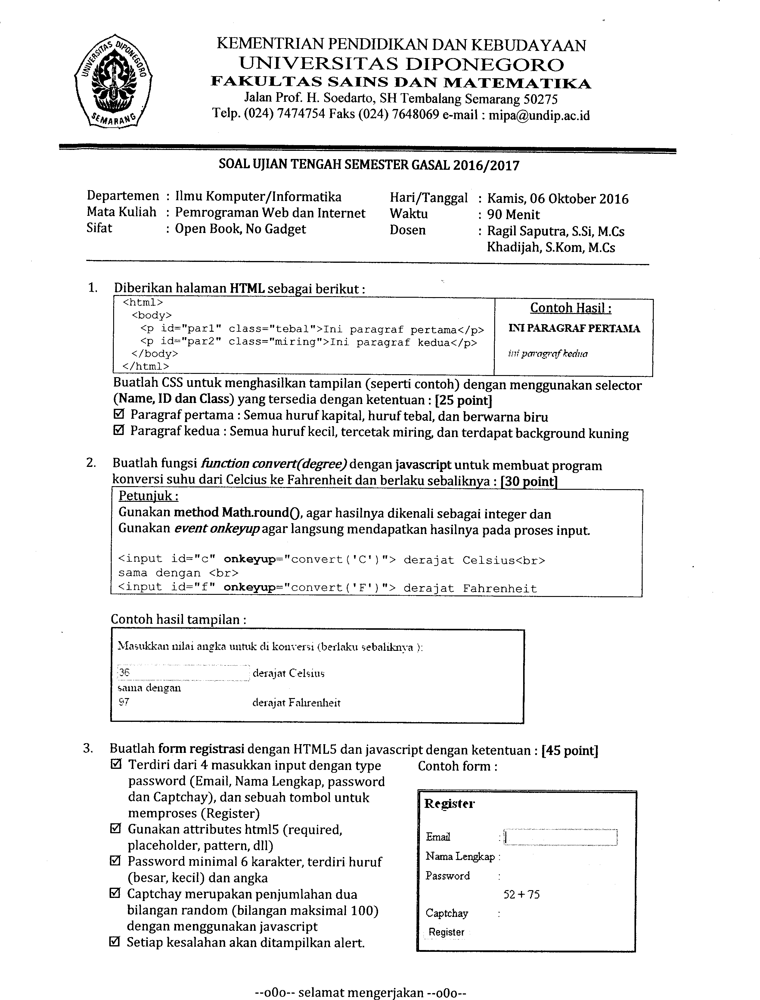 UNIVERSITAS DIPONEGORO
SEMARANG
KEMENTRIAN PENDIDIKAN DAN KEBUDAYAAN
UNIVERSITAS DIPONEGORO
FAKULTAS SAINS DAN MATEMATIKA
Jalan Prof. H. Soedarto, SH Tembalang Semarang 50275
Telp. (024) 7474754 Faks (024) 7648069 e-mail : mipa@undip.ac.id
SOAL UJIAN TENGAH SEMESTER GASAL 2016/2017
Departemen : Ilmu Komputer/Informatika
Mata Kuliah : Pemrograman Web dan Internet
Sifat : Open Book, No Gadget
Hari/Tanggal : Kamis, 06 Oktober 2016
Waktu : 90 Menit
Dosen : Ragil Saputra, S.Si, M.Cs
Khadijah, S.Kom, M.Cs
1. Diberikan halaman HTML sebagai berikut :
<html>
<body>
<p id="par1" class="tebal">Ini paragraf pertama</p>
<p id="par2" class="miring">Ini paragraf kedua</p>
</body>
</html>
Contoh Hasil :
INI PARAGRAF PERTAMA
ini paragraf kedua
Buatlah CSS untuk menghasilkan tampilan (seperti contoh) dengan menggunakan selector
(Name, ID dan Class) yang tersedia dengan ketentuan : [25 point]
☑ Paragraf pertama : Semua huruf kapital, huruf tebal, dan berwarna biru
☑ Paragraf kedua : Semua huruf kecil, tercetak miring, dan terdapat background kuning
2. Buatlah fungsi function convert(degree) dengan javascript untuk membuat program
konversi suhu dari Celcius ke Fahrenheit dan berlaku sebaliknya : [30 point]
Petunjuk :
Gunakan method Math.round(), agar hasilnya dikenali sebagai integer dan
Gunakan event onkeyup agar langsung mendapatkan hasilnya pada proses input.
<input id="c" onkeyup="convert('C')"> derajat Celsius<br>
sama dengan <br>
<input id="f" onkeyup="convert('F')"> derajat Fahrenheit
Contoh hasil tampilan :
Masukkan nilai angka untuk di konversi (berlaku sebaliknya ):
36 derajat Celsius
sama dengan
97 derajat Fahrenheit
3. Buatlah form registrasi dengan HTML5 dan javascript dengan ketentuan : [45 point]
☑ Terdiri dari 4 masukkan input dengan type
password (Email, Nama Lengkap, password
dan Captchay), dan sebuah tombol untuk
memproses (Register)
☑ Gunakan attributes html5 (required,
placeholder, pattern, dll)
☑ Password minimal 6 karakter, terdiri huruf
(besar, kecil) dan angka
☑ Captchay merupakan penjumlahan dua
bilangan random (bilangan maksimal 100)
dengan menggunakan javascript
☑ Setiap kesalahan akan ditampilkan alert.
Contoh form :
Register
Email :
Nama Lengkap :
Password :
52 + 75
Captchay :
Register
--o0o-- selamat mengerjakan --o0o--